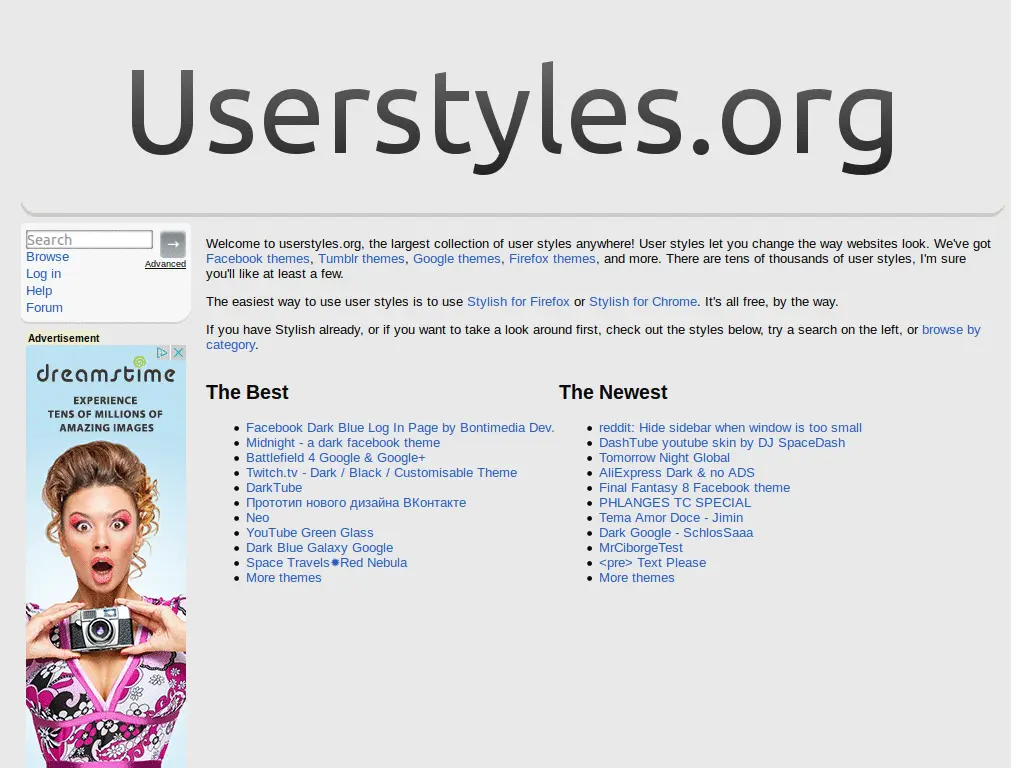 Userstyles.org
Search
→
Advanced
Browse
Log in
Help
Forum
Advertisement
dreamstime
EXPERIENCE
TENS OF MILLIONS OF
AMAZING IMAGES
Welcome to userstyles.org, the largest collection of user styles anywhere! User styles let you change the way websites look. We've got
Facebook themes, Tumblr themes, Google themes, Firefox themes, and more. There are tens of thousands of user styles, I'm sure
you'll like at least a few.
The easiest way to use user styles is to use Stylish for Firefox or Stylish for Chrome. It's all free, by the way.
If you have Stylish already, or if you want to take a look around first, check out the styles below, try a search on the left, or browse by
category.
The Best
Facebook Dark Blue Log In Page by Bontimedia Dev.
Midnight - a dark facebook theme
Battlefield 4 Google & Google+
Twitch.tv - Dark / Black / Customisable Theme
DarkTube
Прототип нового дизайна ВКонтакте
Neo
YouTube Green Glass
Dark Blue Galaxy Google
Space Travels✹Red Nebula
More themes
The Newest
reddit: Hide sidebar when window is too small
DashTube youtube skin by DJ SpaceDash
Tomorrow Night Global
AliExpress Dark & no ADS
Final Fantasy 8 Facebook theme
PHLANGES TC SPECIAL
Tema Amor Doce - Jimin
Dark Google - SchlosSaaa
MrCiborgeTest
<pre> Text Please
More themes